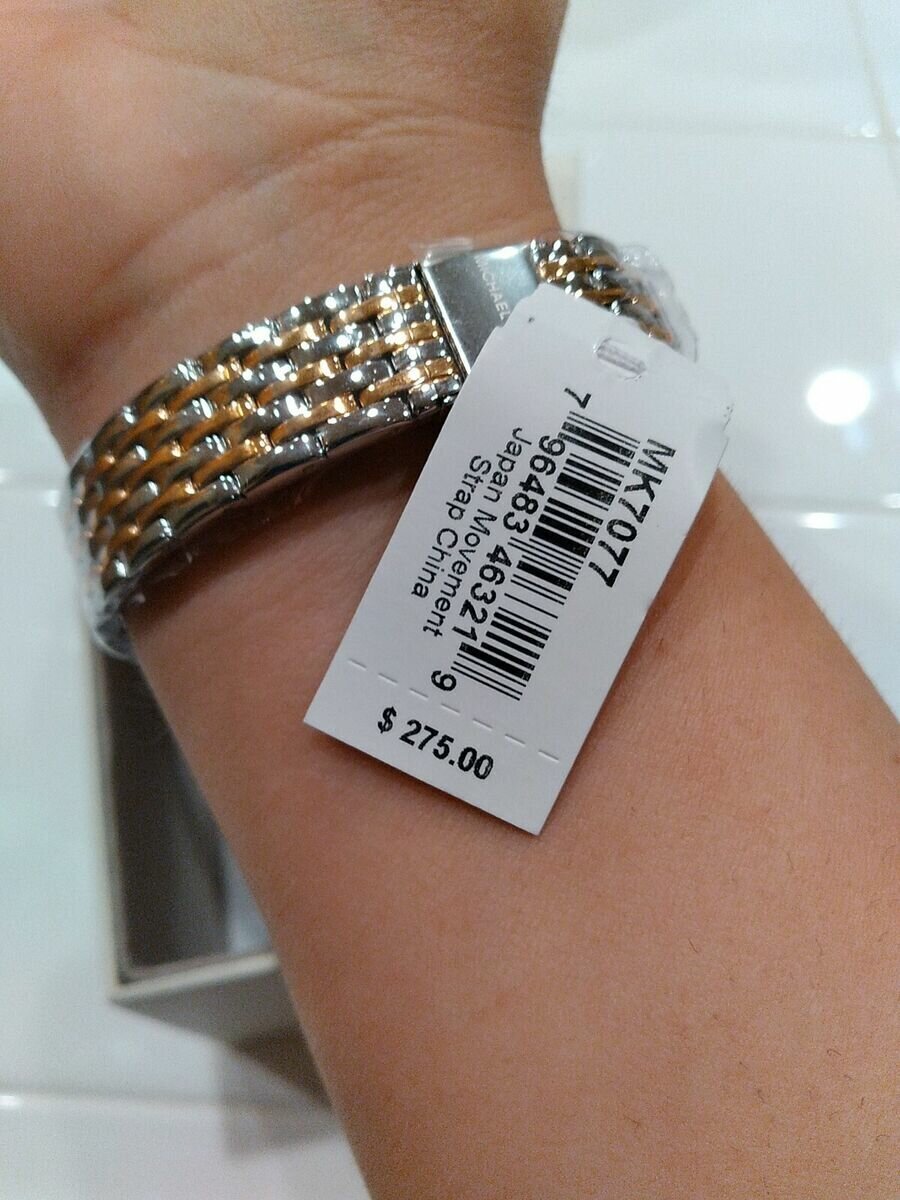 MICHAEL
MK7077
7 96483 46321 9
Japan Movement
Strap China
$ 275.00